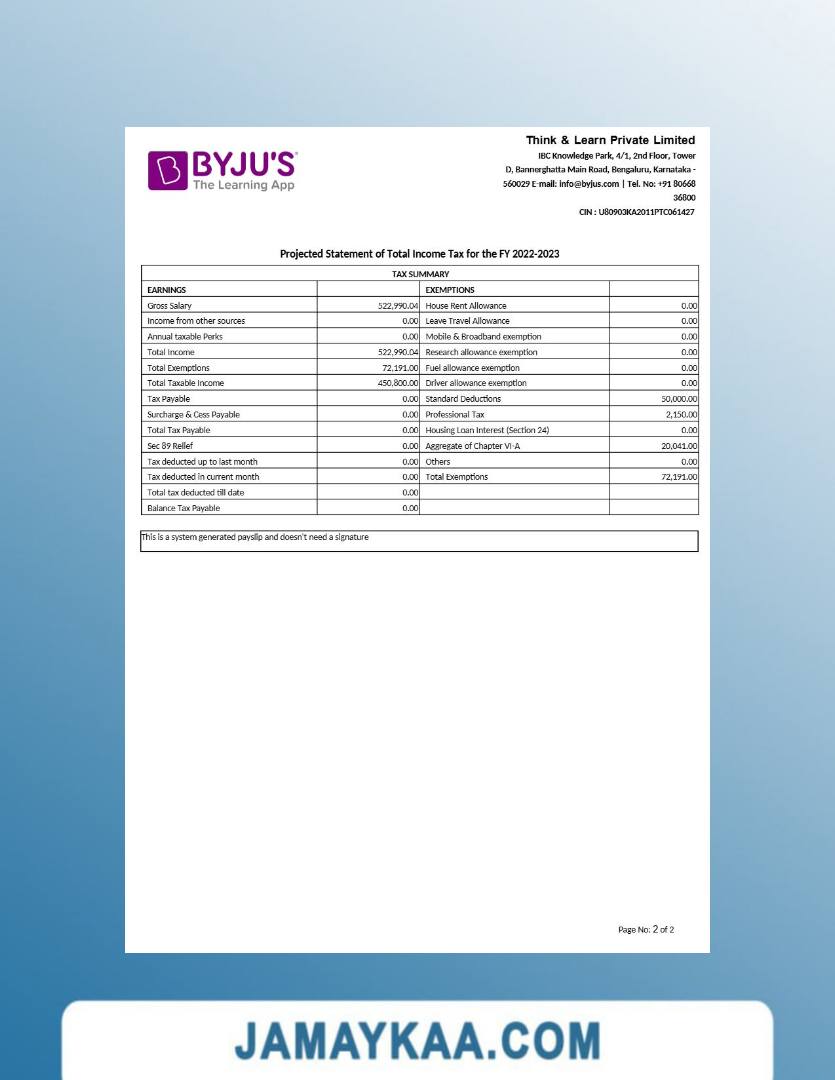 BYJU'S
The Learning App
Think & Learn Private Limited
IBC Knowledge Park, 4/1, 2nd Floor, Tower
D, Bannerghatta Main Road, Bengaluru, Karnataka -
560029 E-mail: info@byjus.com | Tel. No: +91 80668
36800
CIN : U80903KA2011PTC061427
Projected Statement of Total Income Tax for the FY 2022-2023
TAX SUMMARY
EARNINGS EXEMPTIONS
Gross Salary 522,990.04 House Rent Allowance 0.00
Income from other sources 0.00 Leave Travel Allowance 0.00
Annual taxable Perks 0.00 Mobile & Broadband exemption 0.00
Total Income 522,990.04 Research allowance exemption 0.00
Total Exemptions 72,191.00 Fuel allowance exemption 0.00
Total Taxable Income 450,800.00 Driver allowance exemption 0.00
Tax Payable 0.00 Standard Deductions 50,000.00
Surcharge & Cess Payable 0.00 Professional Tax 2,150.00
Total Tax Payable 0.00 Housing Loan Interest (Section 24) 0.00
Sec 89 Relief 0.00 Aggregate of Chapter VI-A 20,041.00
Tax deducted up to last month 0.00 Others 0.00
Tax deducted in current month 0.00 Total Exemptions 72,191.00
Total tax deducted till date 0.00
Balance Tax Payable 0.00
This is a system generated payslip and doesn't need a signature
Page No: 2 of 2
JAMAYKAA.COM